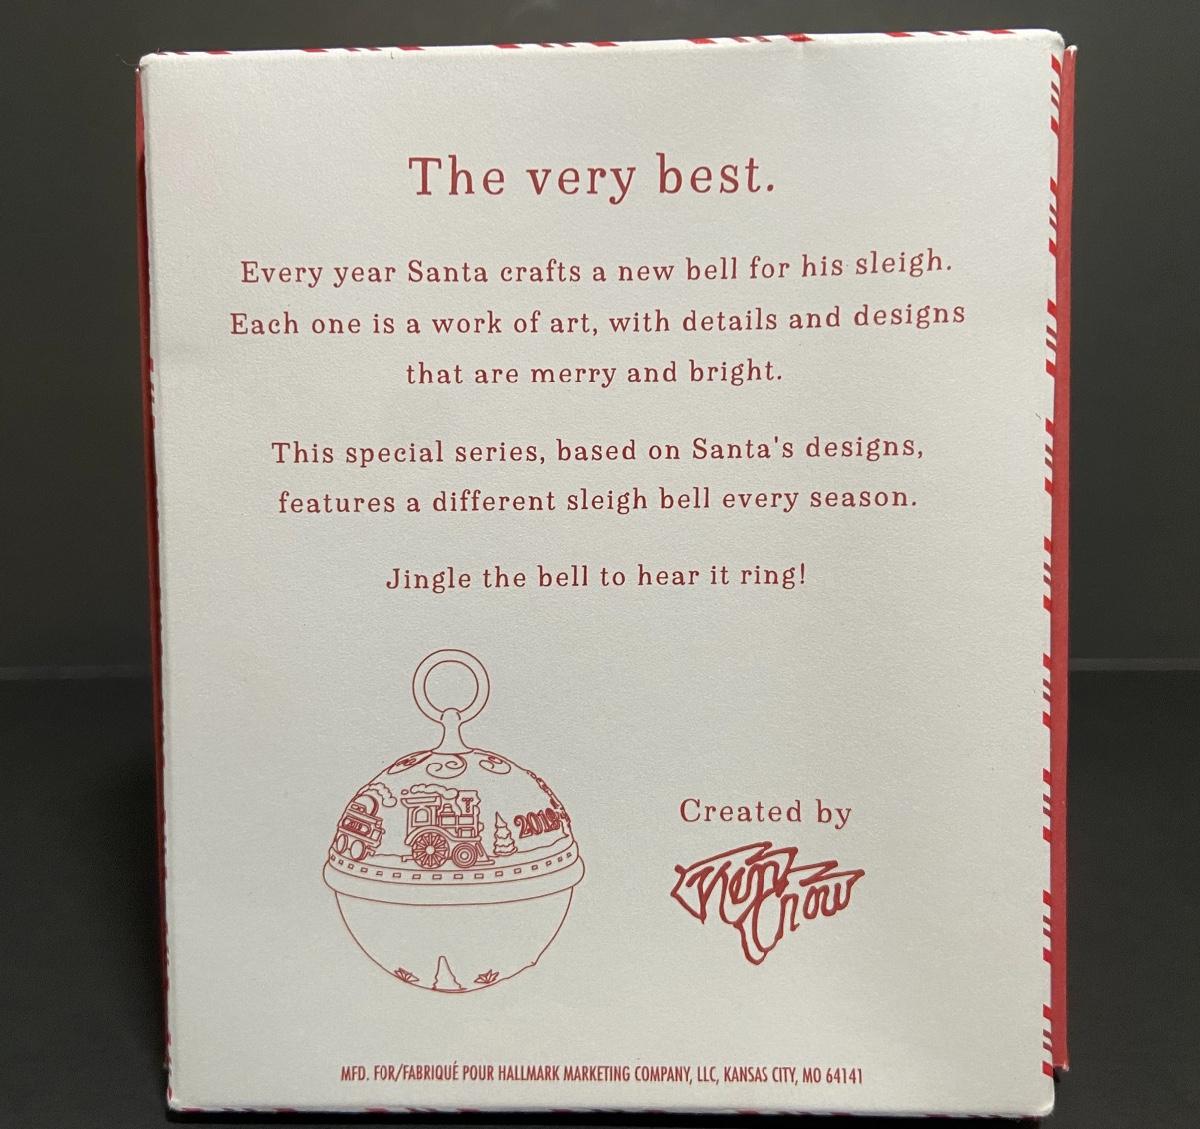 The very best.
Every year Santa crafts a new bell for his sleigh.
Each one is a work of art, with details and designs
that are merry and bright.
This special series, based on Santa's designs,
features a different sleigh bell every season.
Jingle the bell to hear it ring!
2019
Created by
Ken Crow
MFD. FOR/FABRIQUÉ POUR HALLMARK MARKETING COMPANY, LLC, KANSAS CITY, MO 64141